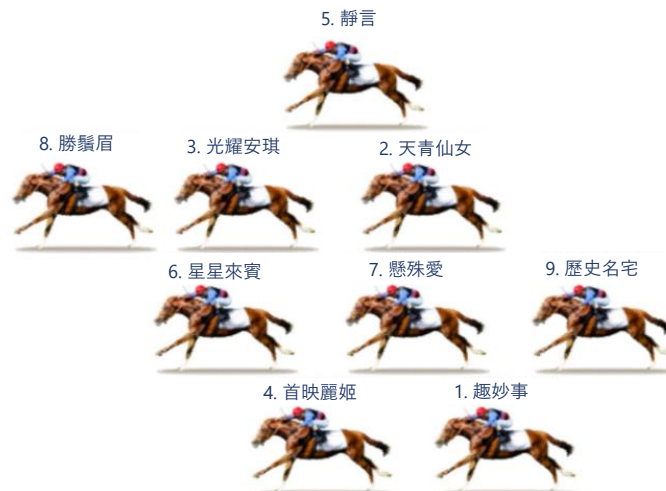 5. 靜言
8. 勝鬚眉
3. 光耀安琪
2. 天青仙女
6. 星星來賓
7. 懸殊愛
9. 歷史名宅
4. 首映麗姬
1. 趣妙事